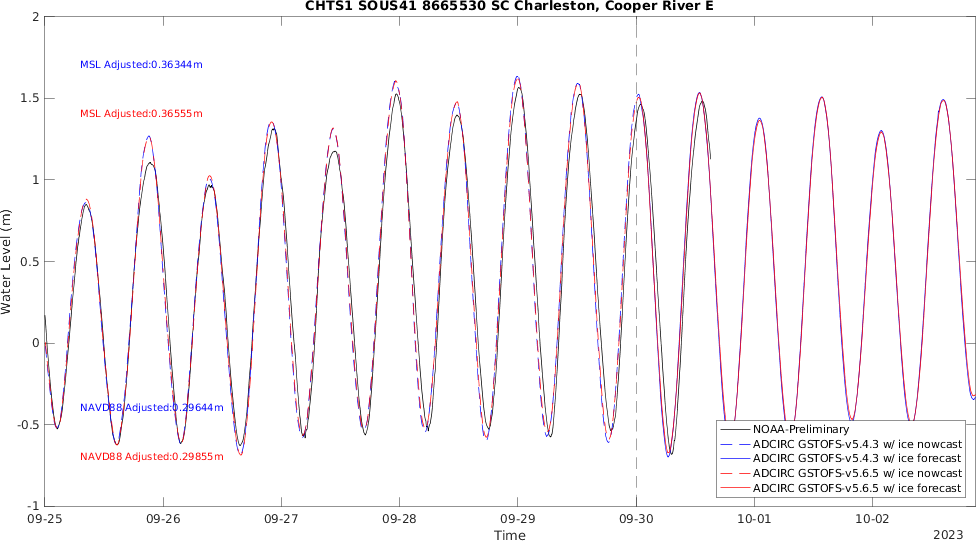 CHTS1 SOUS41 8665530 SC Charleston, Cooper River E
2
1.5
1
0.5
0
-0.5
-1
Water Level (m)
MSL Adjusted:0.36344m
MSL Adjusted:0.36555m
NAVD88 Adjusted:0.29644m
NAVD88 Adjusted:0.29855m
NOAA-Preliminary
ADCIRC GSTOFS-v5.4.3 w/ ice nowcast
ADCIRC GSTOFS-v5.4.3 w/ ice forecast
ADCIRC GSTOFS-v5.6.5 w/ ice nowcast
ADCIRC GSTOFS-v5.6.5 w/ ice forecast
09-25 09-26 09-27 09-28 09-29 09-30 10-01 10-02
Time
2023